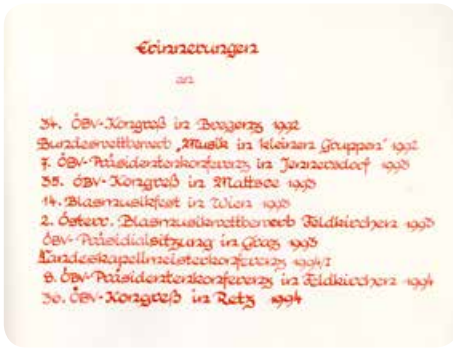 Erinnerungen
an
34. ÖBV-Kongreß in Bregenz 1992
Bundeswettbewerb „Musik in kleinen Gruppen" 1992
7. ÖBV-Präsidentenkonferenz in Jennersdorf 1993
35. ÖBV-Kongreß in Mattsee 1993
14. Blasmusikfest in Wien 1993
2. Österr. Blasmusikwettbewerb Feldkirchen 1993
ÖBV-Präsidialsitzung in Graz 1993
Landeskapellmeisterkonferenz 1994/1
8. ÖBV-Präsidentenkonferenz in Feldkirchen 1994
36. ÖBV-Kongreß in Retz 1994